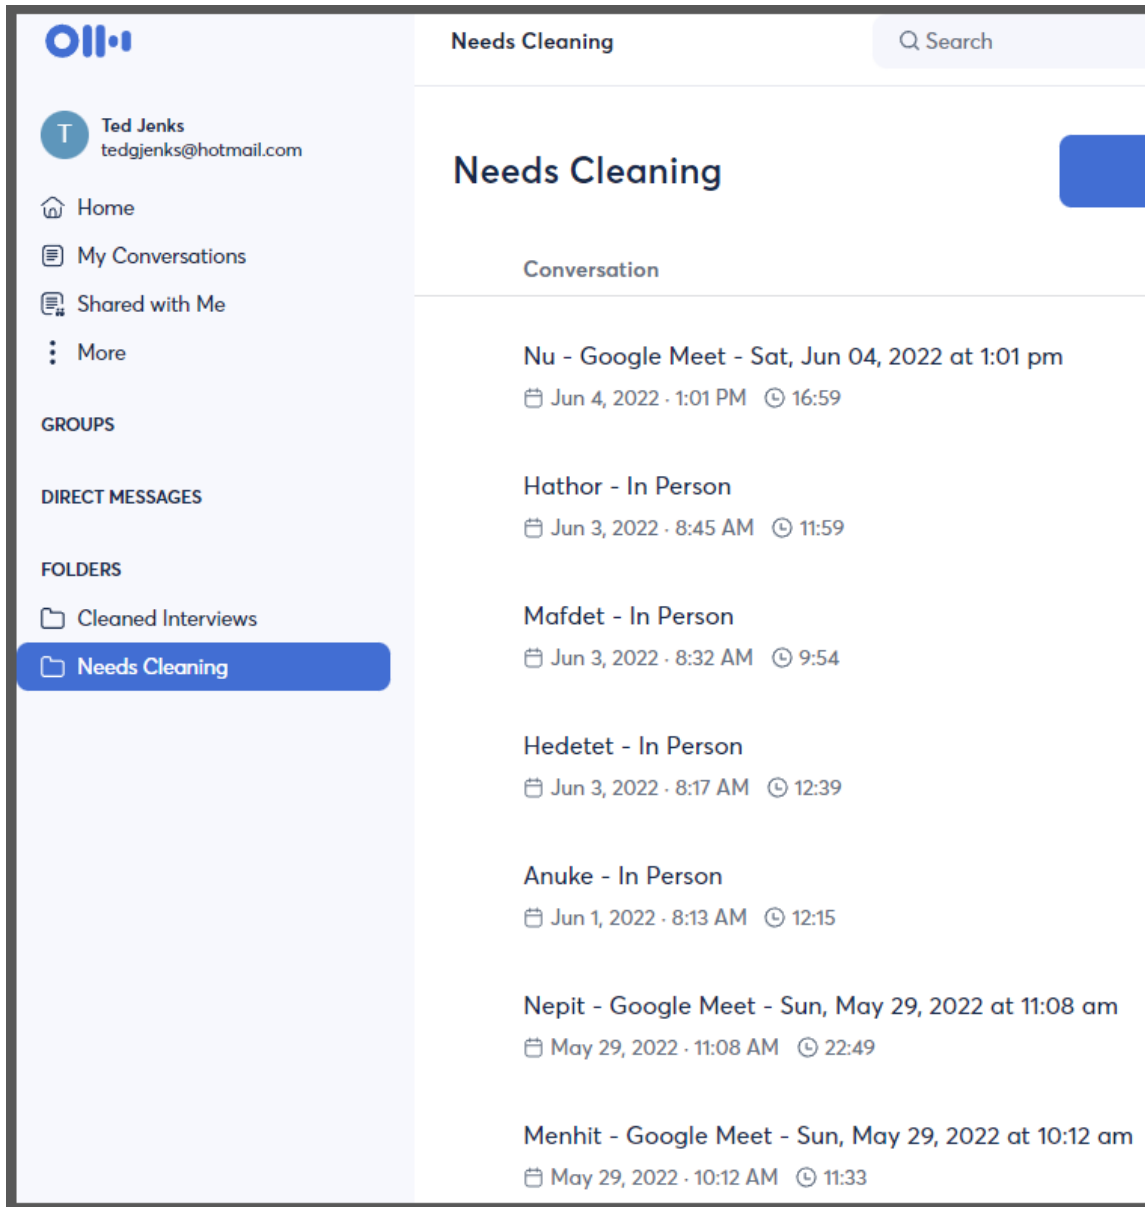 Ted Jenks
tedgjenks@hotmail.com
Home
My Conversations
Shared with Me
More
GROUPS
DIRECT MESSAGES
FOLDERS
Cleaned Interviews
Needs Cleaning
Needs Cleaning
Search
Needs Cleaning
Conversation
Nu - Google Meet - Sat, Jun 04, 2022 at 1:01 pm
Jun 4, 2022 · 1:01 PM 16:59
Hathor - In Person
Jun 3, 2022 · 8:45 AM 11:59
Mafdet - In Person
Jun 3, 2022 · 8:32 AM 9:54
Hedetet - In Person
Jun 3, 2022 · 8:17 AM 12:39
Anuke - In Person
Jun 1, 2022 · 8:13 AM 12:15
Nepit - Google Meet - Sun, May 29, 2022 at 11:08 am
May 29, 2022 · 11:08 AM 22:49
Menhit - Google Meet - Sun, May 29, 2022 at 10:12 am
May 29, 2022 · 10:12 AM 11:33